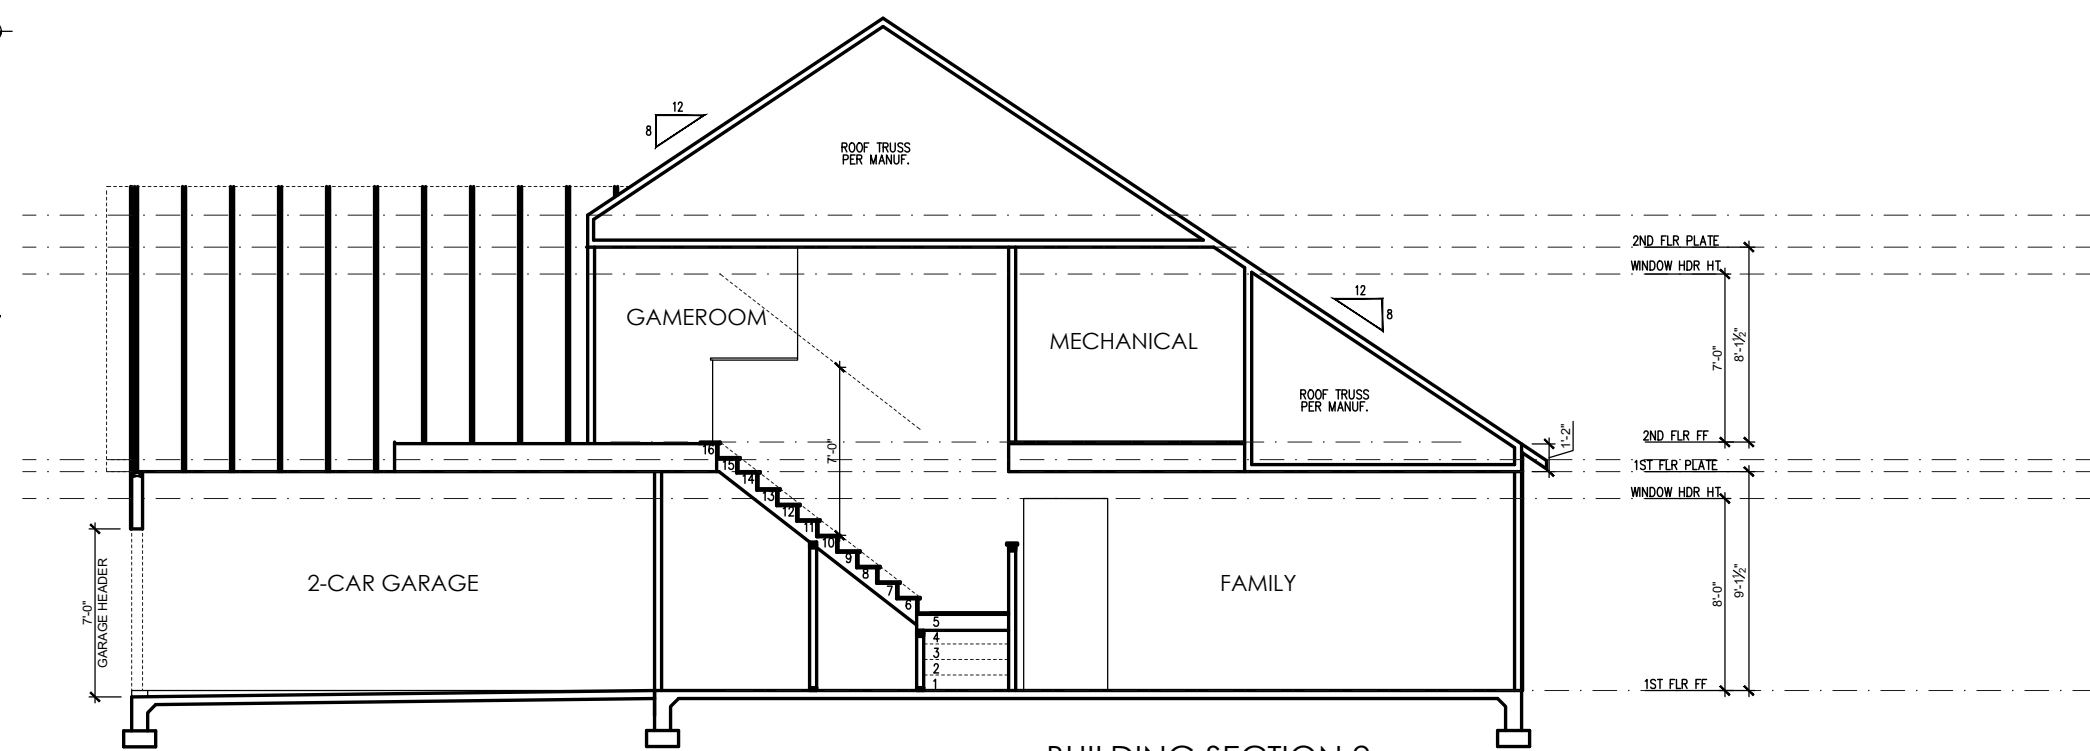 12
8
ROOF TRUSS
PER MANUF.
2ND FLR PLATE
WINDOW HDR HT
12
8
GAMEROOM
MECHANICAL
7'-0"
8'-1½"
ROOF TRUSS
PER MANUF.
7'-0"
1'-2"
2ND FLR FF
1ST FLR PLATE
WINDOW HDR HT
16
15
14
13
12
11
10
9
8
7
6
5
4
3
2
1
7'-0"
GARAGE HEADER
2-CAR GARAGE
FAMILY
8'-0"
9'-1½"
1ST FLR FF